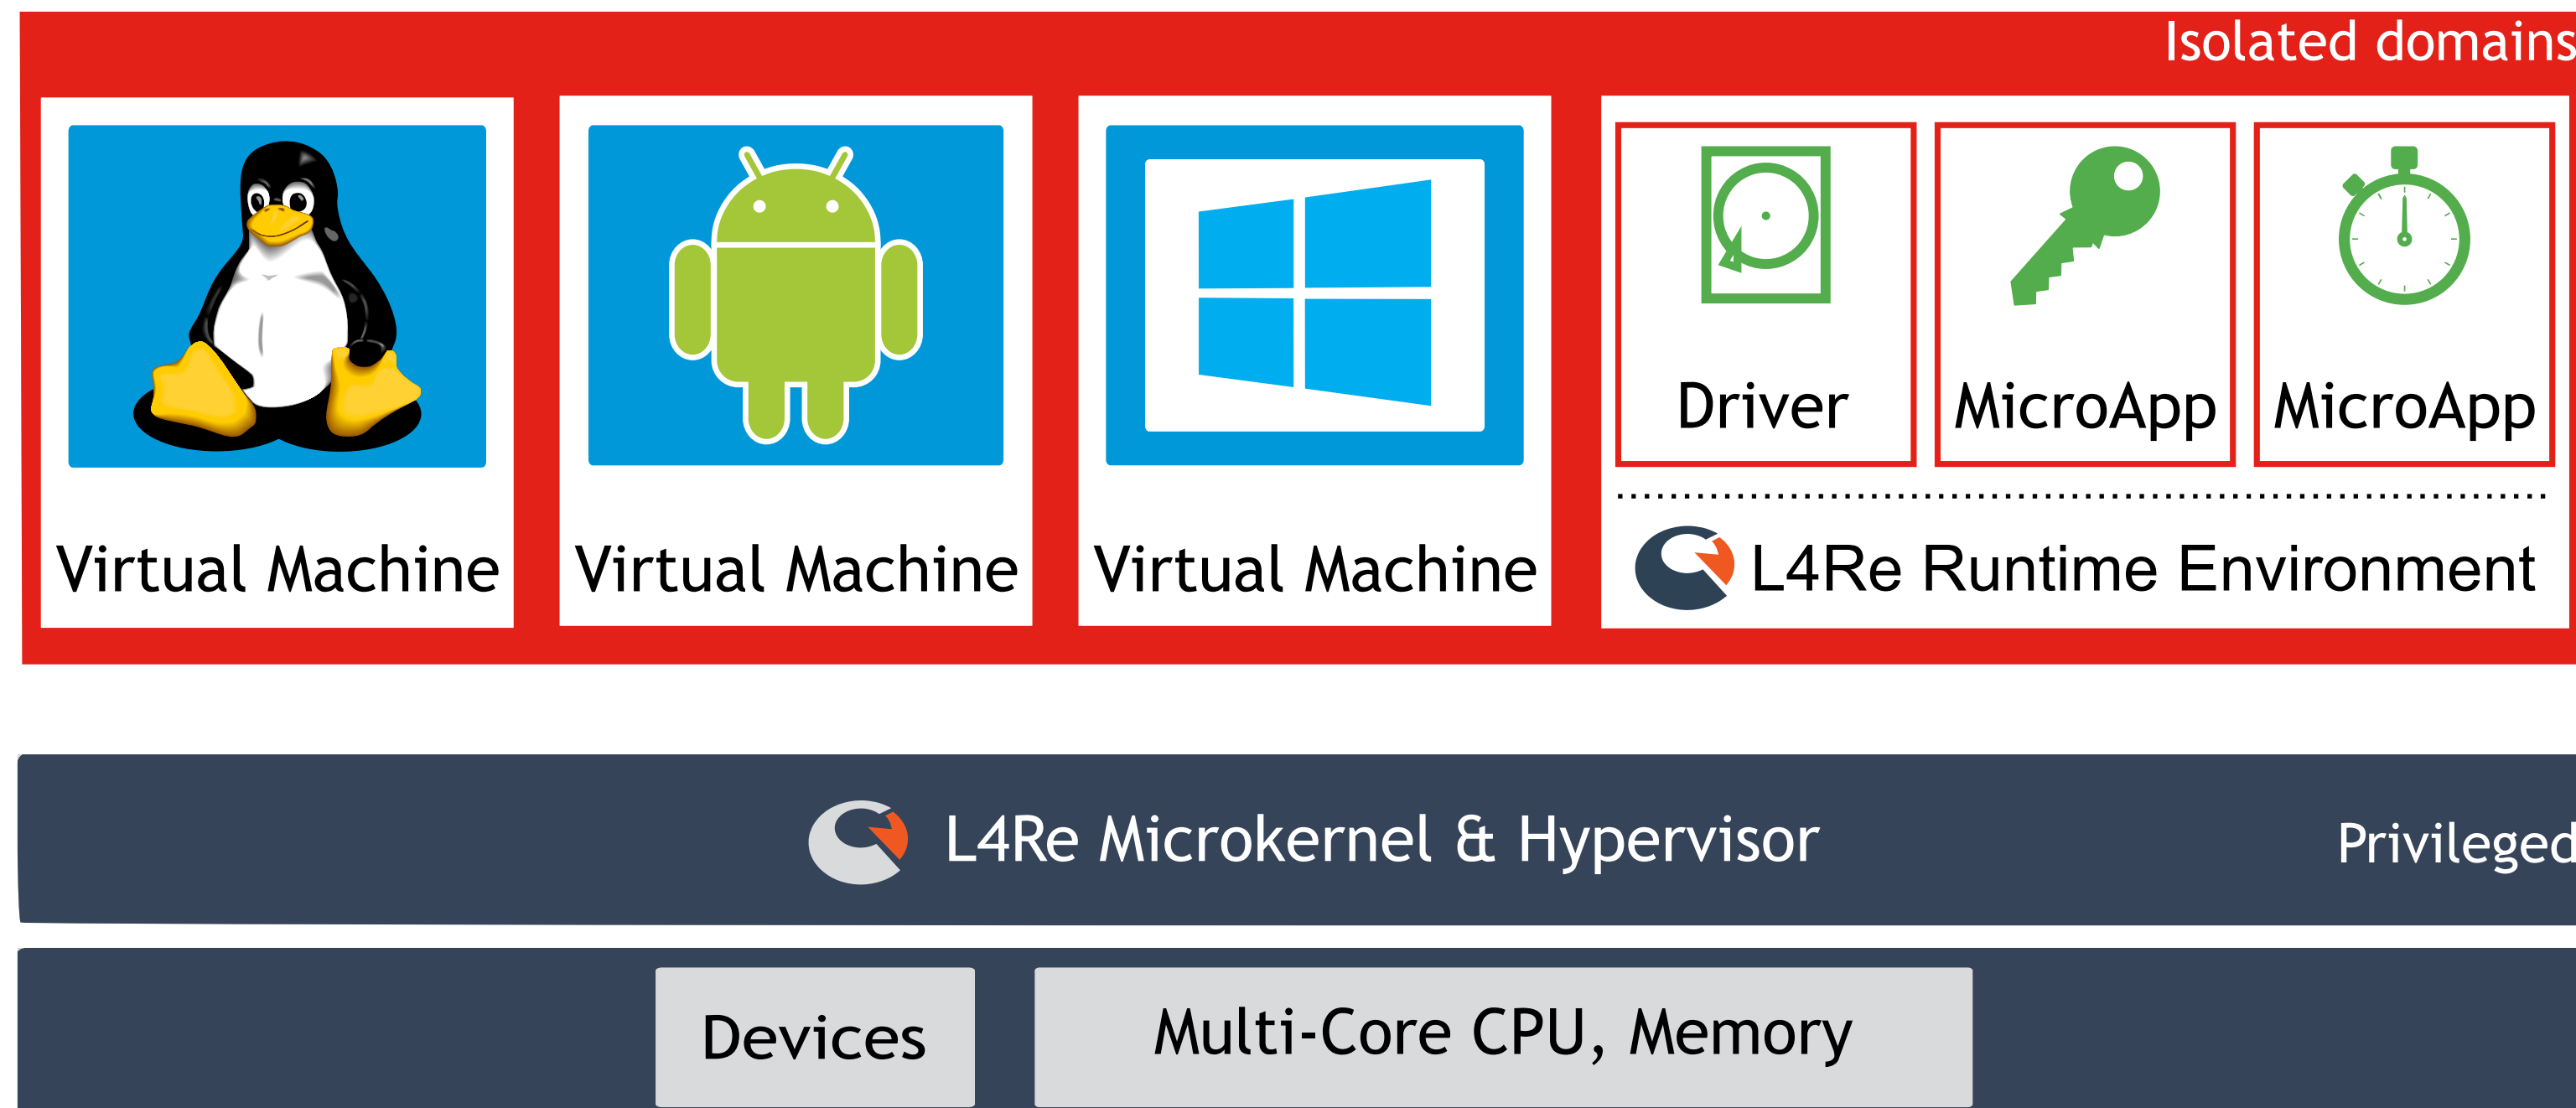 Isolated domains
Driver
MicroApp
MicroApp
Virtual Machine
Virtual Machine
Virtual Machine
L4Re Runtime Environment
L4Re Microkernel & Hypervisor
Privileged
Devices
Multi-Core CPU, Memory